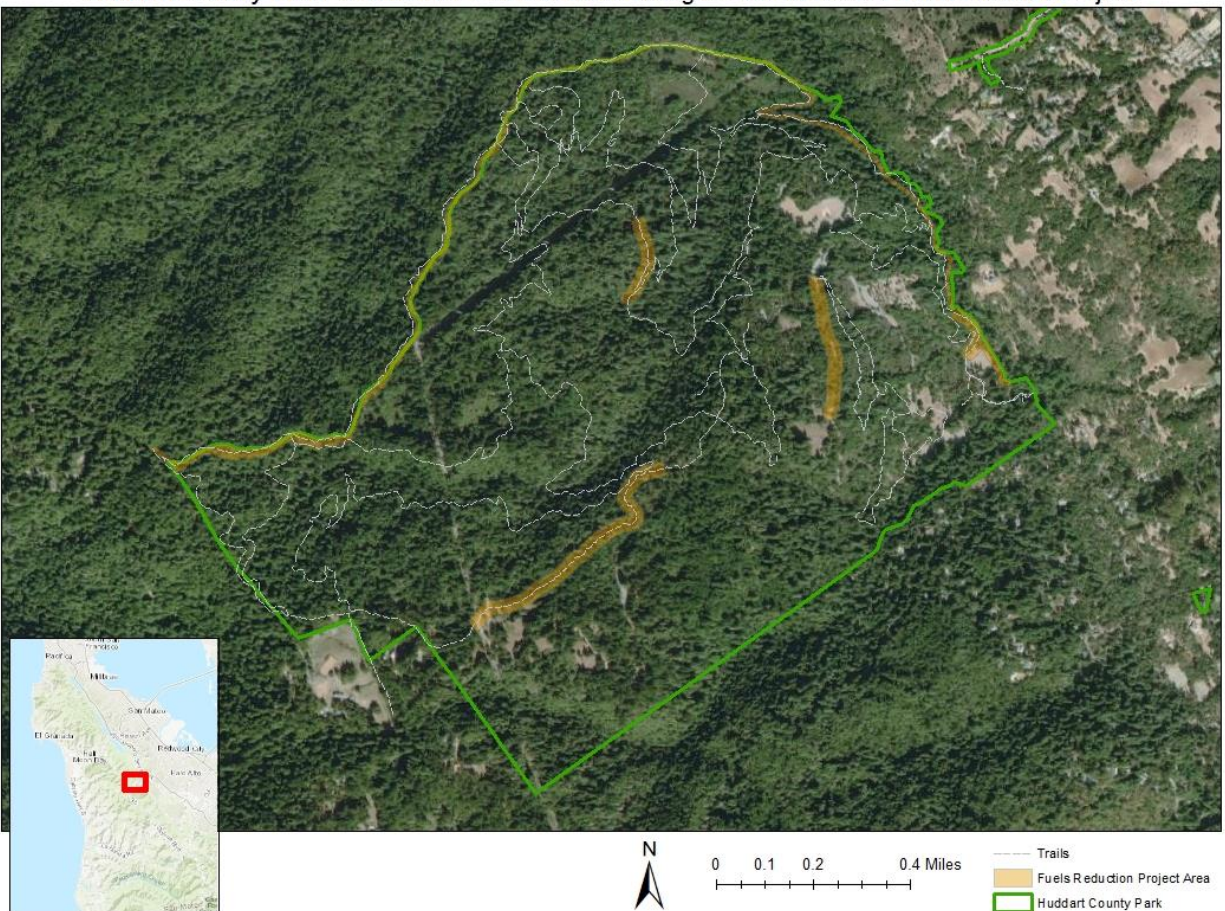 Pacifica
Millbrae
San Mateo
El Granada
Redwood City
Half
Moon Bay
Palo Alto
N
0 0.1 0.2 0.4 Miles
Trails
Fuels Reduction Project Area
Huddart County Park